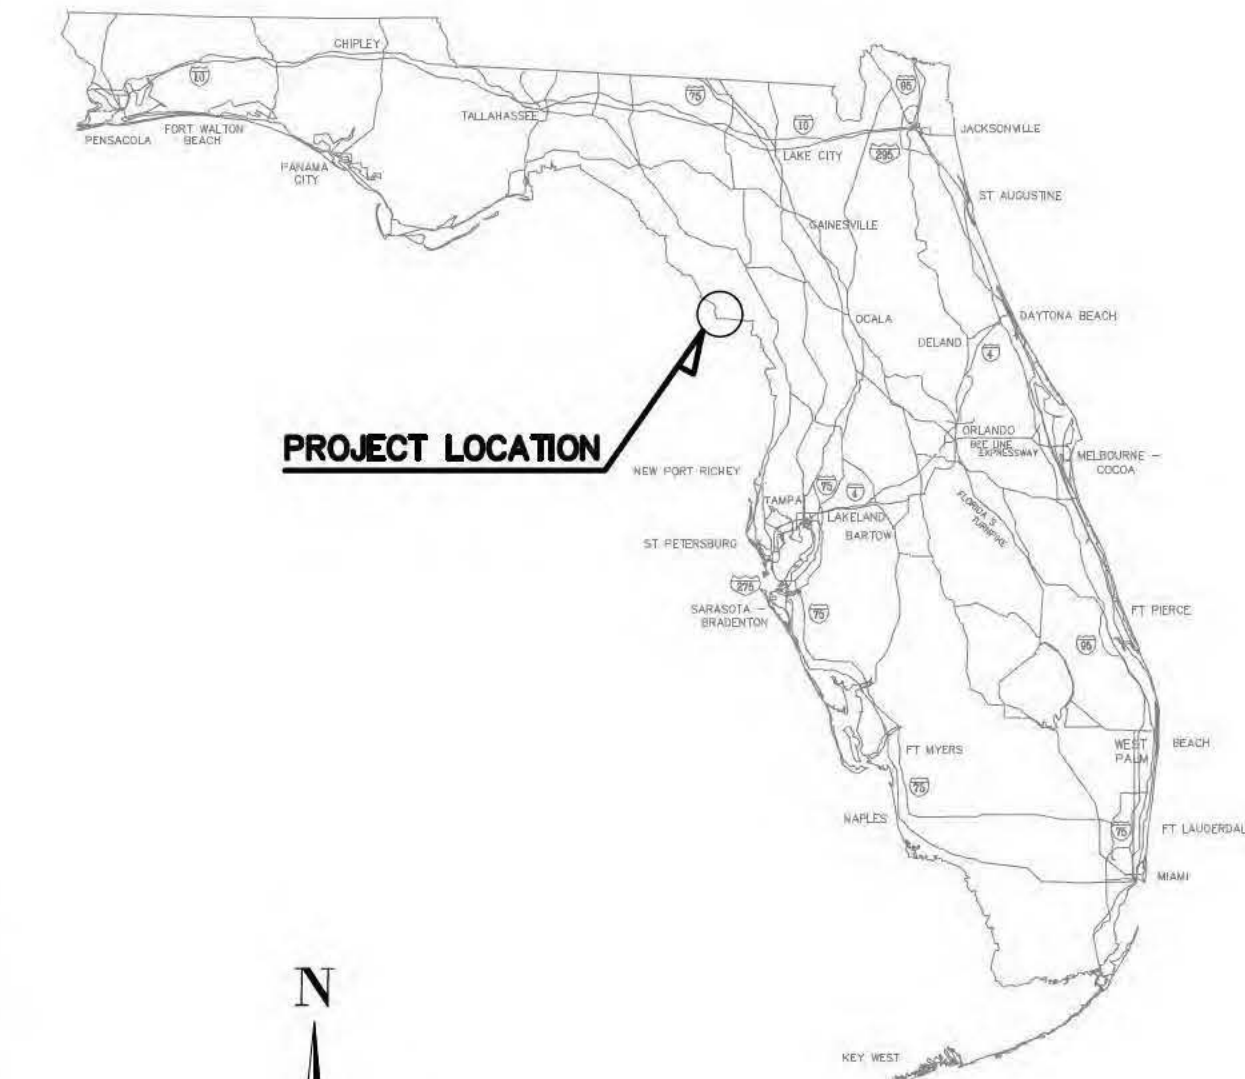 CHIPLEY
10
75
95
TALLAHASSEE
10
JACKSONVILLE
PENSACOLA
FORT WALTON
BEACH
LAKE CITY
295
PANAMA
CITY
ST AUGUSTINE
GAINESVILLE
OCALA
DAYTONA BEACH
DELAND
4
PROJECT LOCATION
ORLANDO
BEE LINE
EXPRESSWAY
MELBOURNE –
COCOA
NEW PORT RICHEY
75
4
TAMPA
LAKELAND
BARTOW
FLORIDA'S
TURNPIKE
ST PETERSBURG
275
SARASOTA –
BRADENTON
75
FT PIERCE
95
FT MYERS
WEST
PALM
BEACH
75
NAPLES
75
FT LAUDERDAL
MIAMI
N
KEY WEST